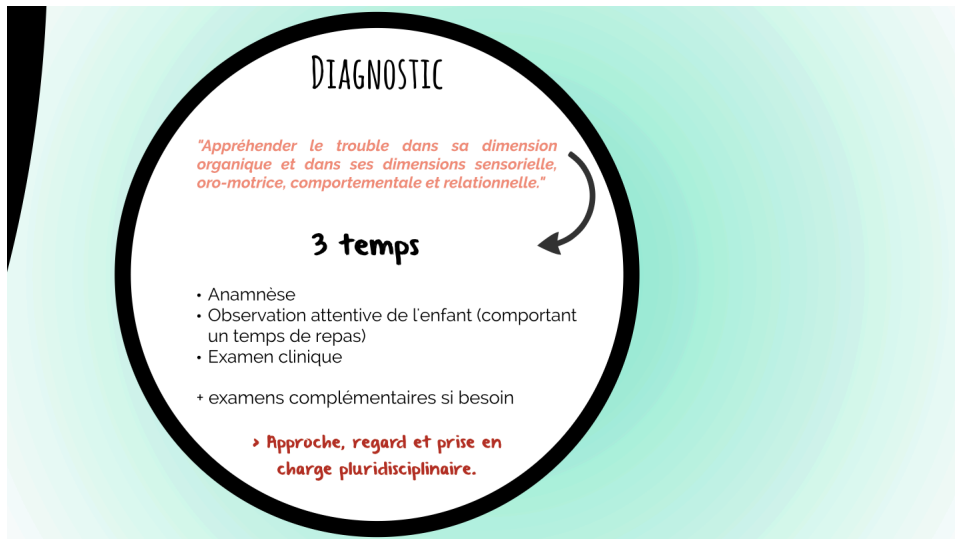 DIAGNOSTIC
"Appréhender le trouble dans sa dimension
organique et dans ses dimensions sensorielle,
oro-motrice, comportementale et relationnelle."
3 temps
• Anamnèse
• Observation attentive de l'enfant (comportant
un temps de repas)
• Examen clinique
+ examens complémentaires si besoin
> Approche, regard et prise en
charge pluridisciplinaire.